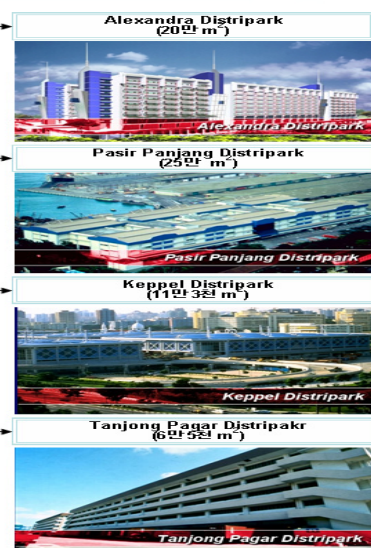 Alexandra Distripark
(20만 m²)
Alexandra Distripark
Pasir Panjang Distripark
(25만 m²)
Pasir Panjang Distripark
Keppel Distripark
(11만 3천 m²)
Keppel Distripark
Tanjong Pagar Distripakr
(6만 5천 m²)
Tanjong Pagar Distripark